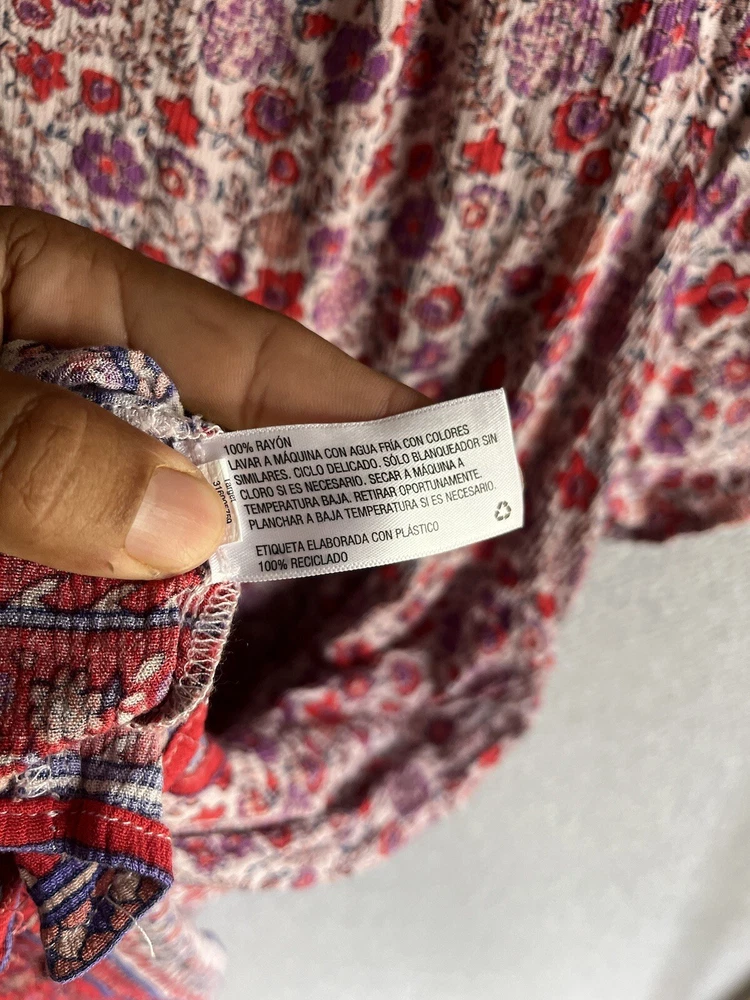 100% RAYÓN
LAVAR A MÁQUINA CON AGUA FRÍA CON COLORES
SIMILARES. CICLO DELICADO. SÓLO BLANQUEADOR SIN
CLORO SI ES NECESARIO. SECAR A MÁQUINA A
TEMPERATURA BAJA. RETIRAR OPORTUNAMENTE.
PLANCHAR A BAJA TEMPERATURA SI ES NECESARIO.
ETIQUETA ELABORADA CON PLÁSTICO
100% RECICLADO
Target